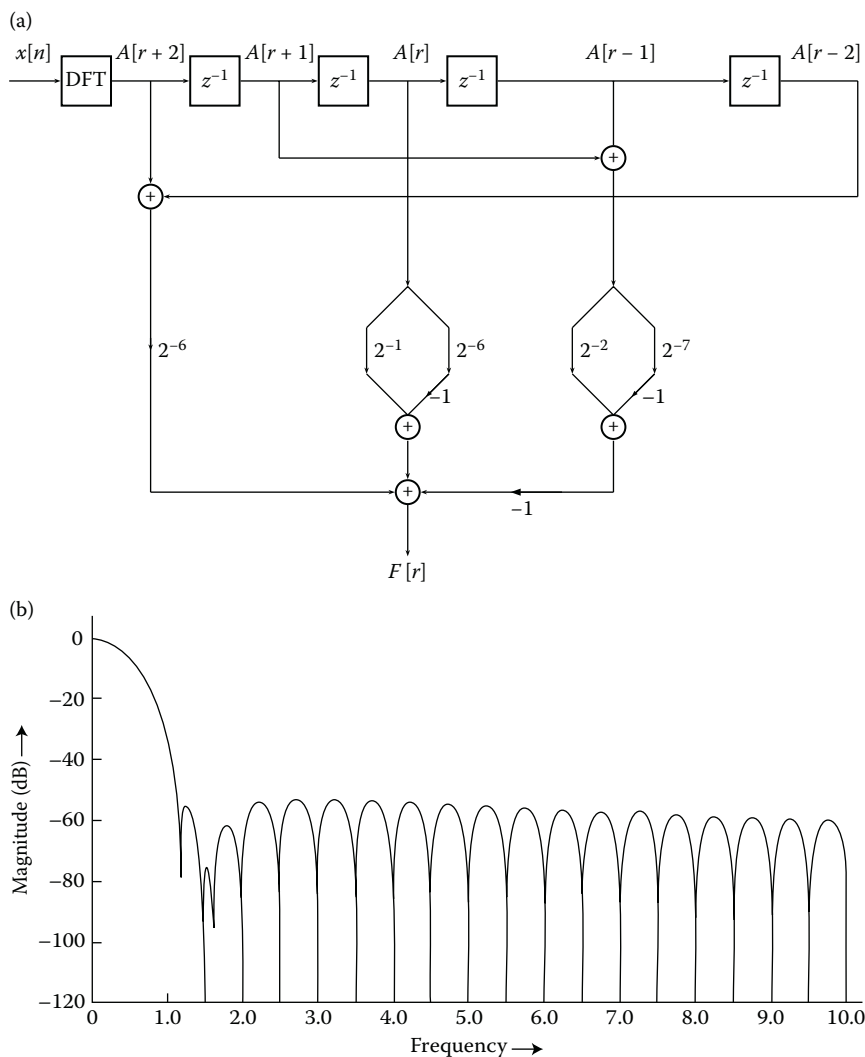 (a)
x[n] A[r + 2] A[r + 1] A[r] A[r − 1] A[r − 2]
DFT z⁻¹ z⁻¹ z⁻¹ z⁻¹
+
+
2⁻⁶ 2⁻¹ 2⁻⁶ 2⁻² 2⁻⁷
−1 −1
+ +
+
−1
F [r]
(b)
0
−20
−40
−60
−80
−100
−120
Magnitude (dB)
0 1.0 2.0 3.0 4.0 5.0 6.0 7.0 8.0 9.0 10.0
Frequency